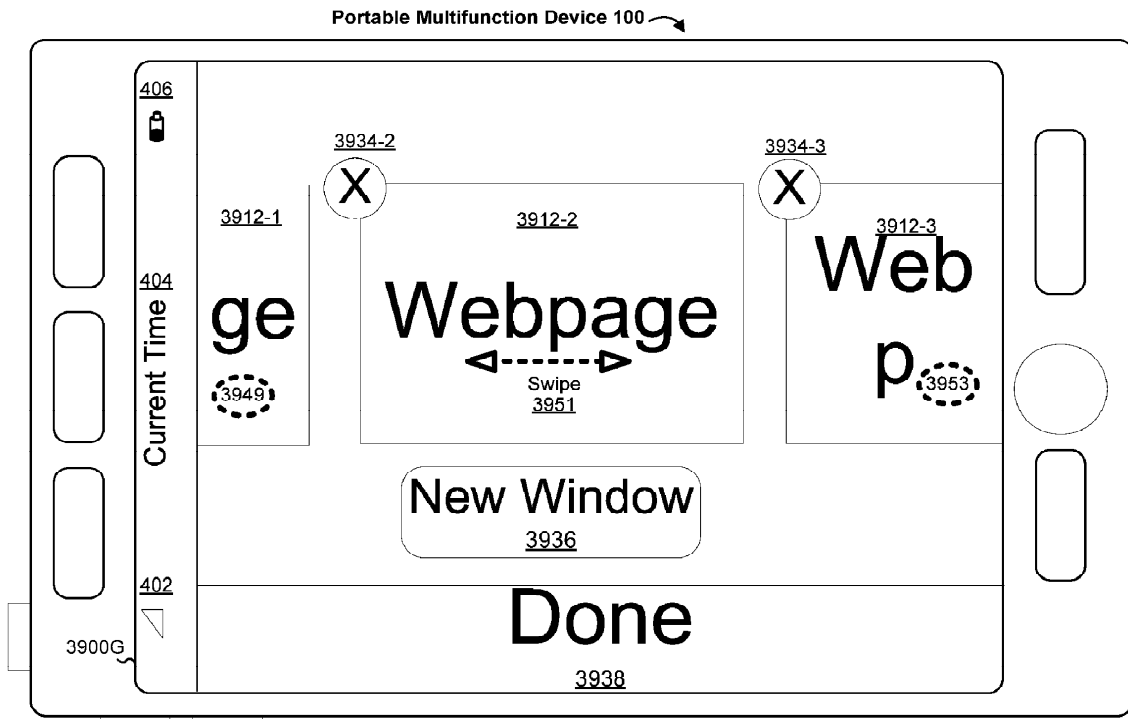 Portable Multifunction Device 100
406
3934-2
3934-3
X
X
3912-1
3912-2
3912-3
404
Current Time
ge
Webpage
Web
p
3949
Swipe
3951
3953
New Window
3936
402
Done
3900G
3938